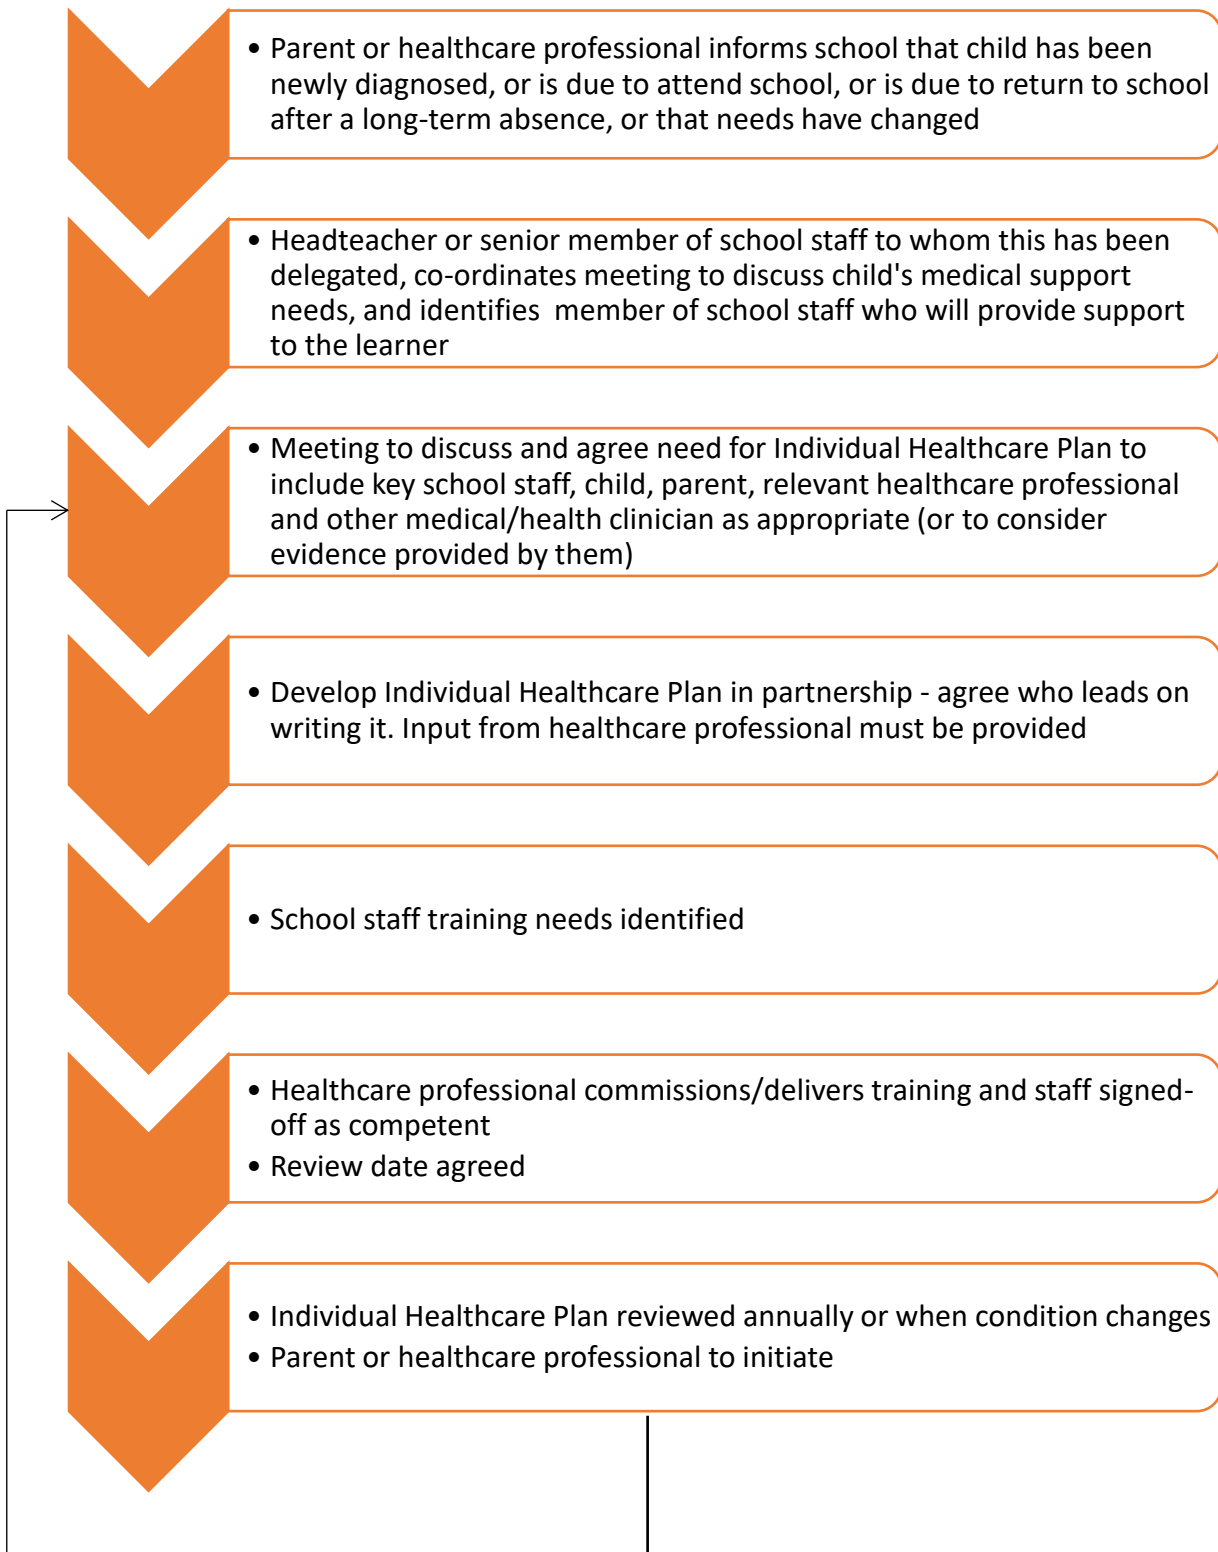 • Parent or healthcare professional informs school that child has been
newly diagnosed, or is due to attend school, or is due to return to school
after a long-term absence, or that needs have changed
• Headteacher or senior member of school staff to whom this has been
delegated, co-ordinates meeting to discuss child's medical support
needs, and identifies  member of school staff who will provide support
to the learner
• Meeting to discuss and agree need for Individual Healthcare Plan to
include key school staff, child, parent, relevant healthcare professional
and other medical/health clinician as appropriate (or to consider
evidence provided by them)
• Develop Individual Healthcare Plan in partnership - agree who leads on
writing it. Input from healthcare professional must be provided
• School staff training needs identified
• Healthcare professional commissions/delivers training and staff signed-
off as competent
• Review date agreed
• Individual Healthcare Plan reviewed annually or when condition changes
• Parent or healthcare professional to initiate